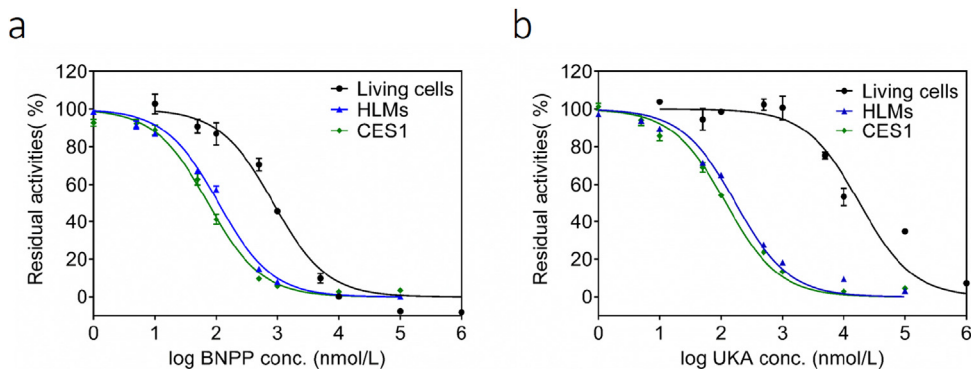 a
120
100
80
60
40
20
0
Residual activities( %)
Living cells
HLMs
CES1
0 1 2 3 4 5 6
log BNPP conc. (nmol/L)
b
120
100
80
60
40
20
0
Residual activities( %)
Living cells
HLMs
CES1
0 1 2 3 4 5 6
log UKA conc. (nmol/L)